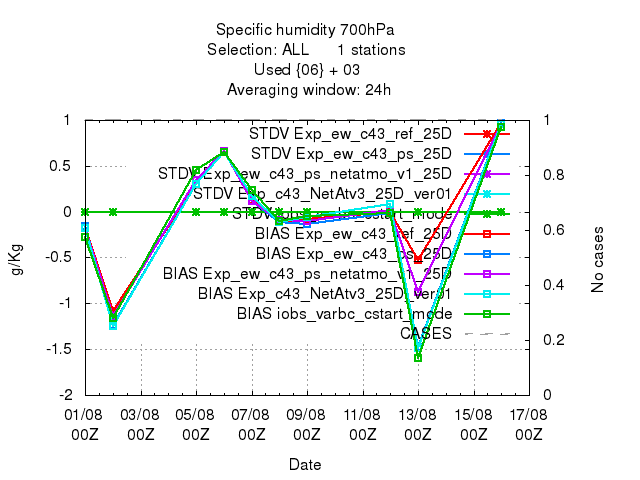 Specific humidity 700hPa
Selection: ALL 1 stations
Used {06} + 03
Averaging window: 24h
STDV Exp_ew_c43_ref_25D
STDV Exp_ew_c43_ps_25D
STDV Exp_ew_c43_ps_netatmo_v1_25D
STDV Exp_c43_NetAtv3_25D_ver01
STDV iobs_varbc_cstart_mode
BIAS Exp_ew_c43_ref_25D
BIAS Exp_ew_c43_ps_25D
BIAS Exp_ew_c43_ps_netatmo_v1_25D
BIAS Exp_c43_NetAtv3_25D_ver01
BIAS iobs_varbc_cstart_mode
CASES
g/Kg
1
0.5
0
-0.5
-1
-1.5
-2
No cases
1
0.8
0.6
0.4
0.2
0
01/08 03/08 05/08 07/08 09/08 11/08 13/08 15/08 17/08
00Z 00Z 00Z 00Z 00Z 00Z 00Z 00Z 00Z
Date